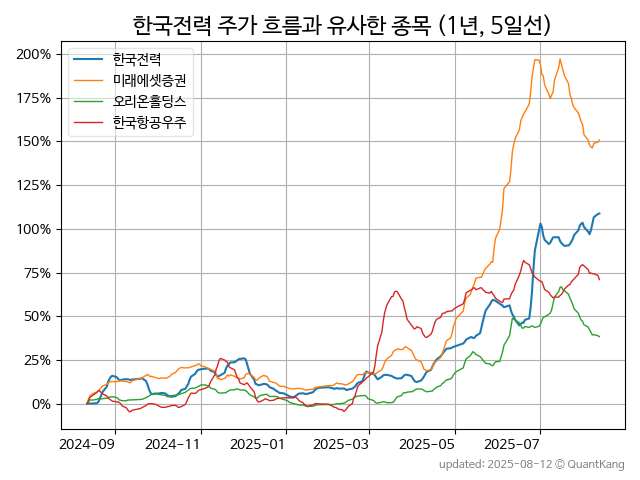 한국전력 주가 흐름과 유사한 종목 (1년, 5일선)
200%
175%
150%
125%
100%
75%
50%
25%
0%
한국전력
미래에셋증권
오리온홀딩스
한국항공우주
2024-09
2024-11
2025-01
2025-03
2025-05
2025-07
updated: 2025-08-12 © QuantKang